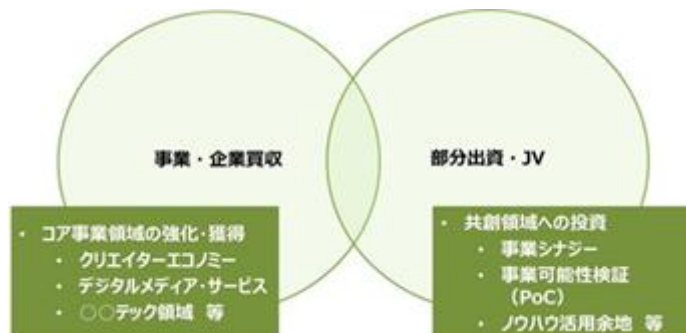 事業・企業買収
部分出資・JV
• コア事業領域の強化・獲得
• クリエイターエコノミー
• デジタルメディア・サービス
• ○○テック領域 等
• 共創領域への投資
• 事業シナジー
• 事業可能性検証
（PoC）
• ノウハウ活用余地 等